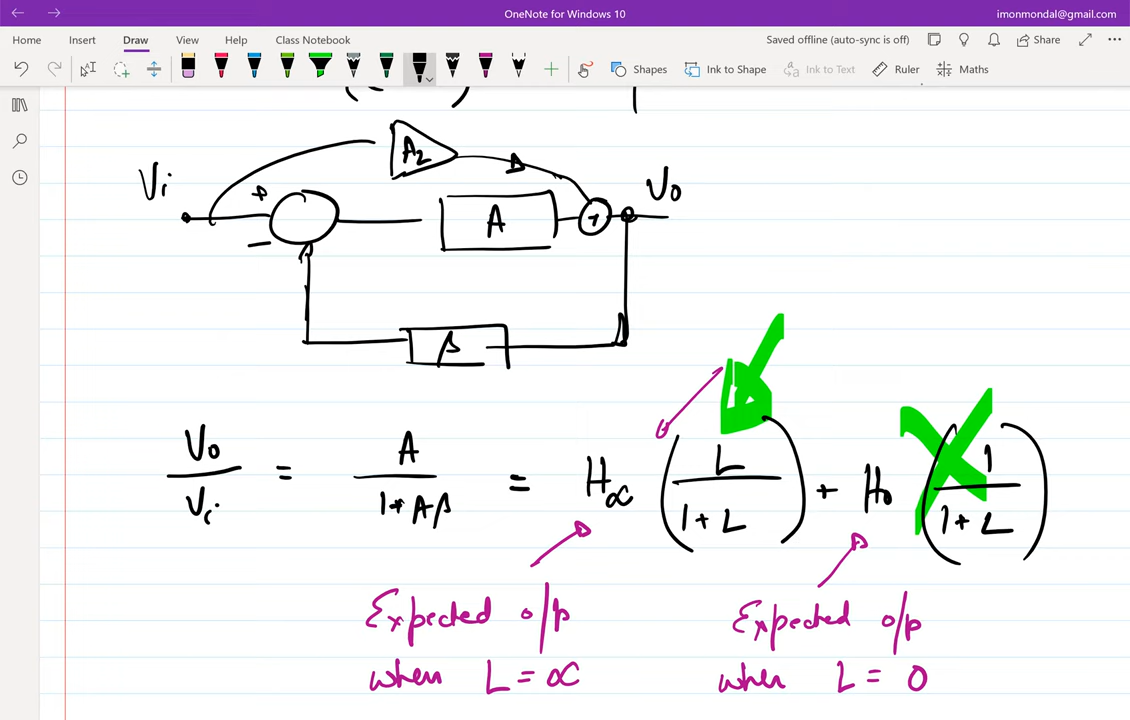 OneNote for Windows 10
imonmondal@gmail.com
Home Insert Draw View Help Class Notebook
Saved offline (auto-sync is off) Share
Shapes Ink to Shape Ink to Text Ruler Maths
A2
Vi + A + Vo
−
β
Vo/Vi = A/(1+Aβ) = H∞ (L/(1+L)) + H0 (1/(1+L))
Expected o/p
when L = ∞
Expected o/p
when L = 0